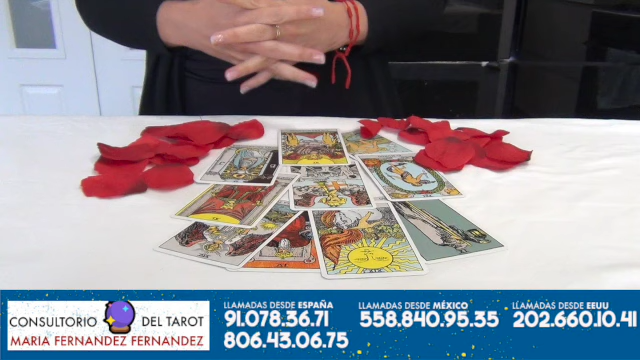 CONSULTORIO DEL TAROT
MARIA FERNANDEZ FERNANDEZ
LLAMADAS DESDE ESPAÑA
91.078.36.71
806.43.06.75
LLAMADAS DESDE MÉXICO
558.840.95.35
LLAMADAS DESDE EEUU
202.660.10.41